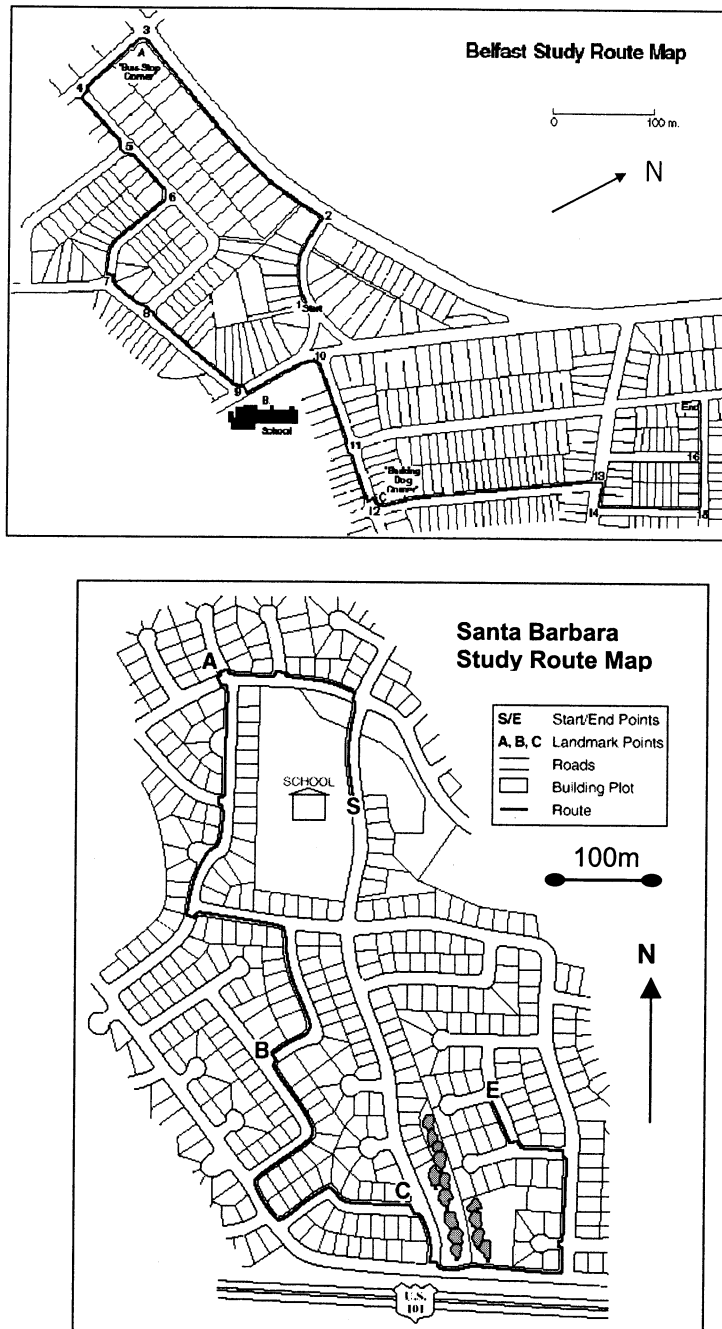 Belfast Study Route Map
0 100 m.
N
3
A
"Bus Stop
Corner"
4
5
6
2
7
8
1
Start
1
10
9
B
School
11
Dog
C
12
13
14
End
16
15
Santa Barbara
Study Route Map
S/E Start/End Points
A, B, C Landmark Points
Roads
Building Plot
Route
100m
N
A
SCHOOL
S
B
E
C
U.S.
101